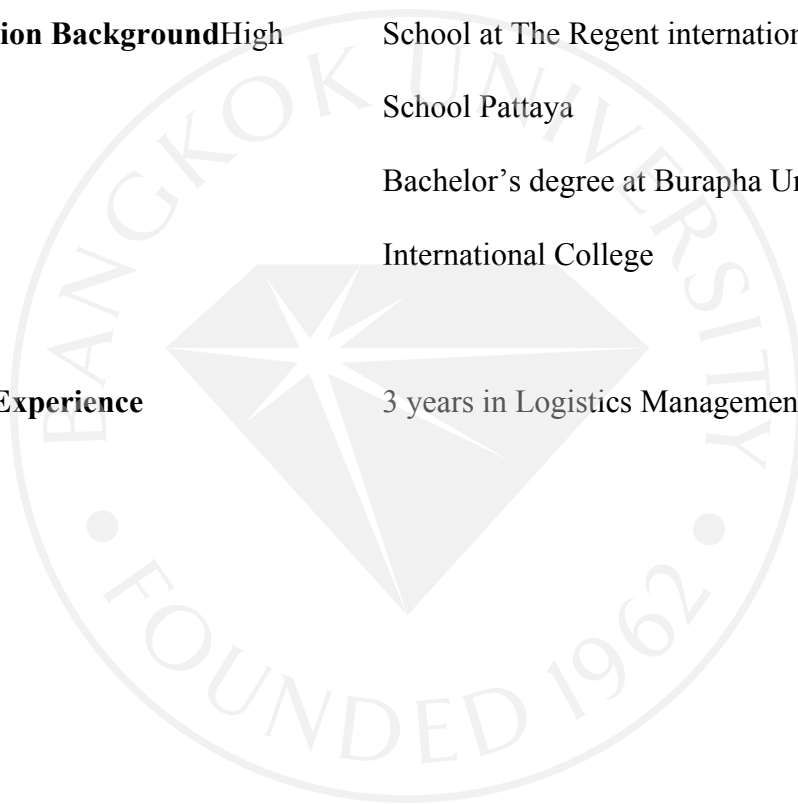 ion BackgroundHigh School at The Regent internation
School Pattaya
Bachelor’s degree at Burapha Un
International College
Experience 3 years in Logistics Managemen
BANGKOK UNIVERSITY
FOUNDED 1962